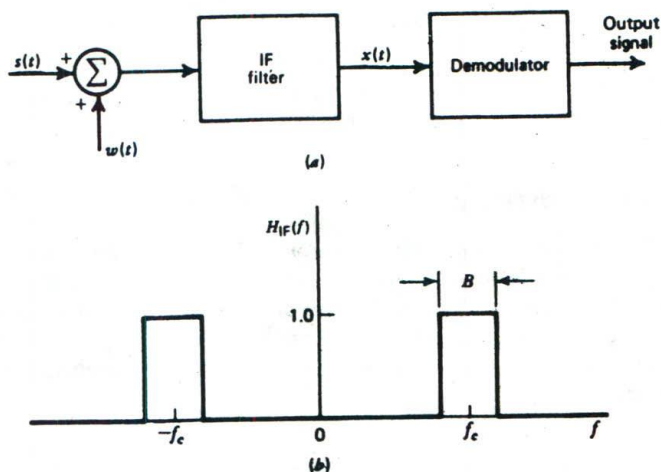 Output
signal
s(t) + Σ IF
filter x(t) Demodulator
+
w(t)
(a)
H_IF(f)
B
1.0
−f_c 0 f_c f
(b)